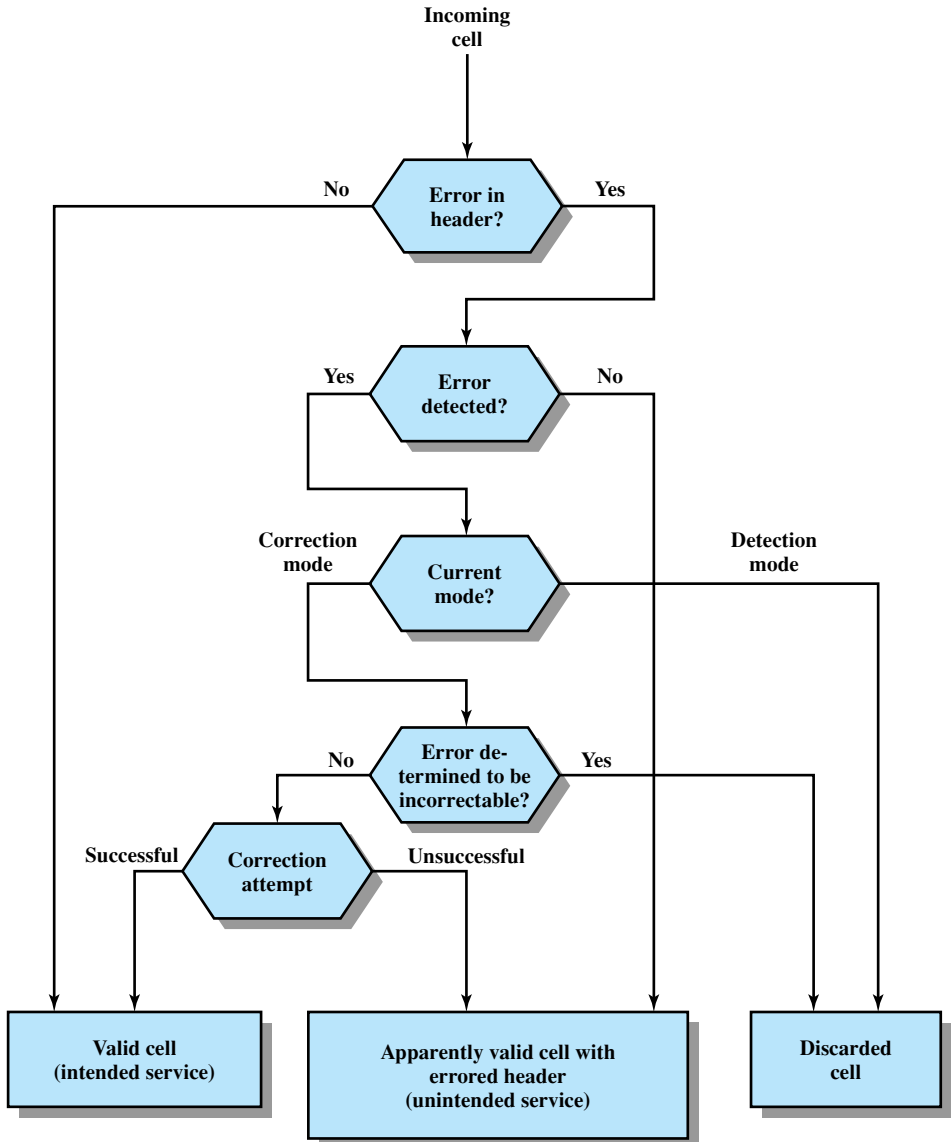 Incoming
cell
No
Error in
header?
Yes
Yes
Error
detected?
No
Correction
mode
Current
mode?
Detection
mode
No
Error de-
termined to be
incorrectable?
Yes
Successful
Correction
attempt
Unsuccessful
Valid cell
(intended service)
Apparently valid cell with
errored header
(unintended service)
Discarded
cell